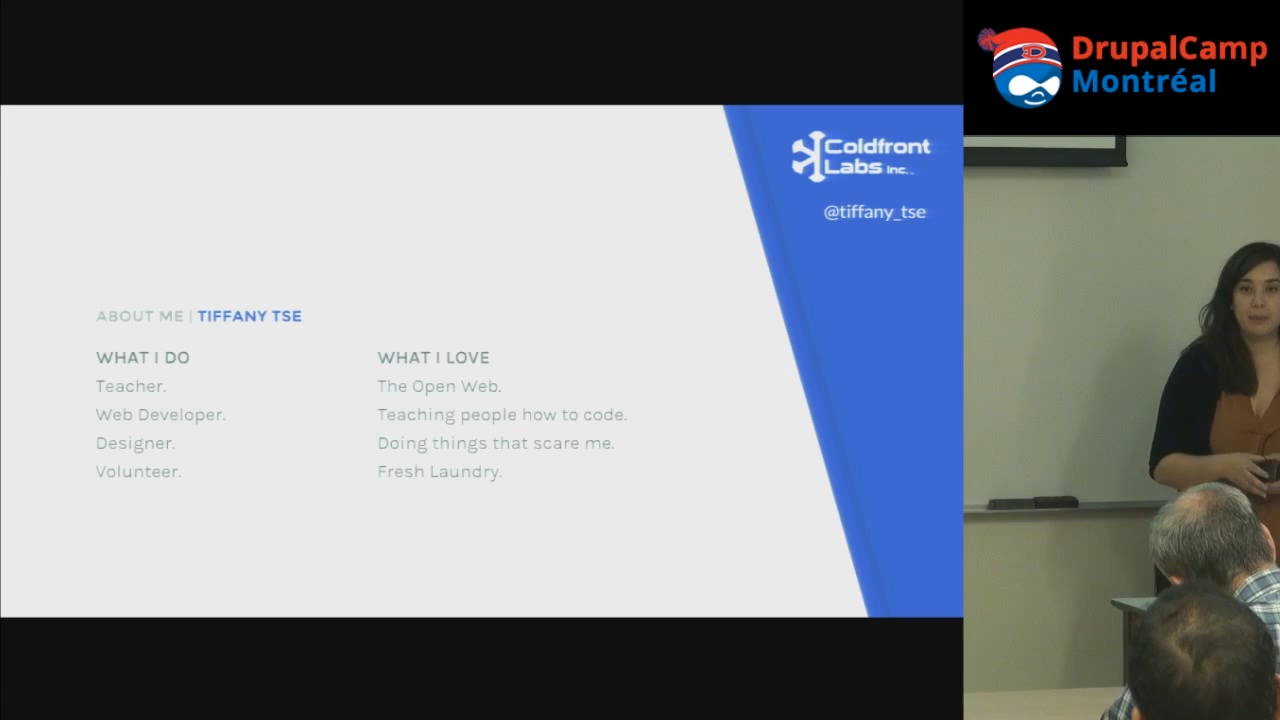 DrupalCamp
Montréal
Coldfront
Labs Inc.
@tiffany_tse
ABOUT ME | TIFFANY TSE
WHAT I DO
Teacher.
Web Developer.
Designer.
Volunteer.
WHAT I LOVE
The Open Web.
Teaching people how to code.
Doing things that scare me.
Fresh Laundry.